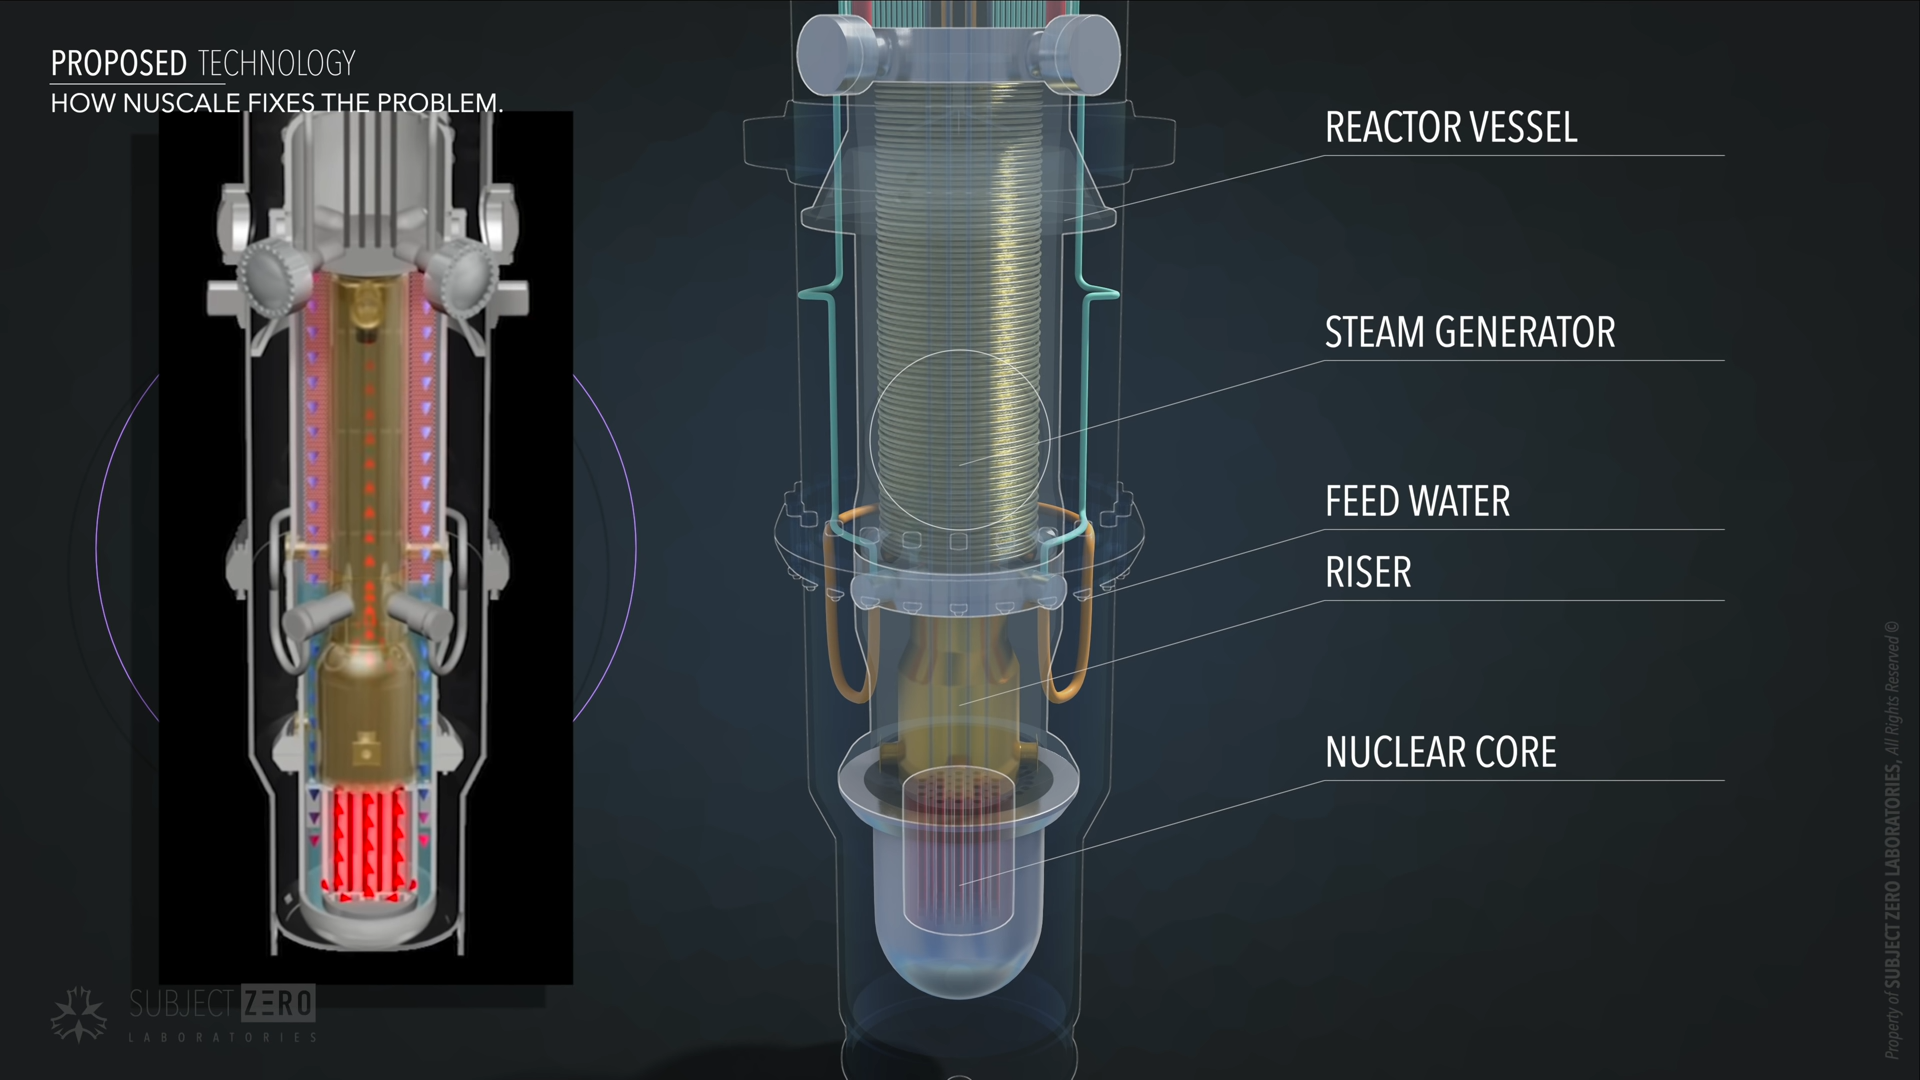 PROPOSED TECHNOLOGY
HOW NUSCALE FIXES THE PROBLEM.
REACTOR VESSEL
STEAM GENERATOR
FEED WATER
RISER
NUCLEAR CORE
SUBJECT ZERO
LABORATORIES
Property of SUBJECT ZERO LABORATORIES, All Rights Reserved ©